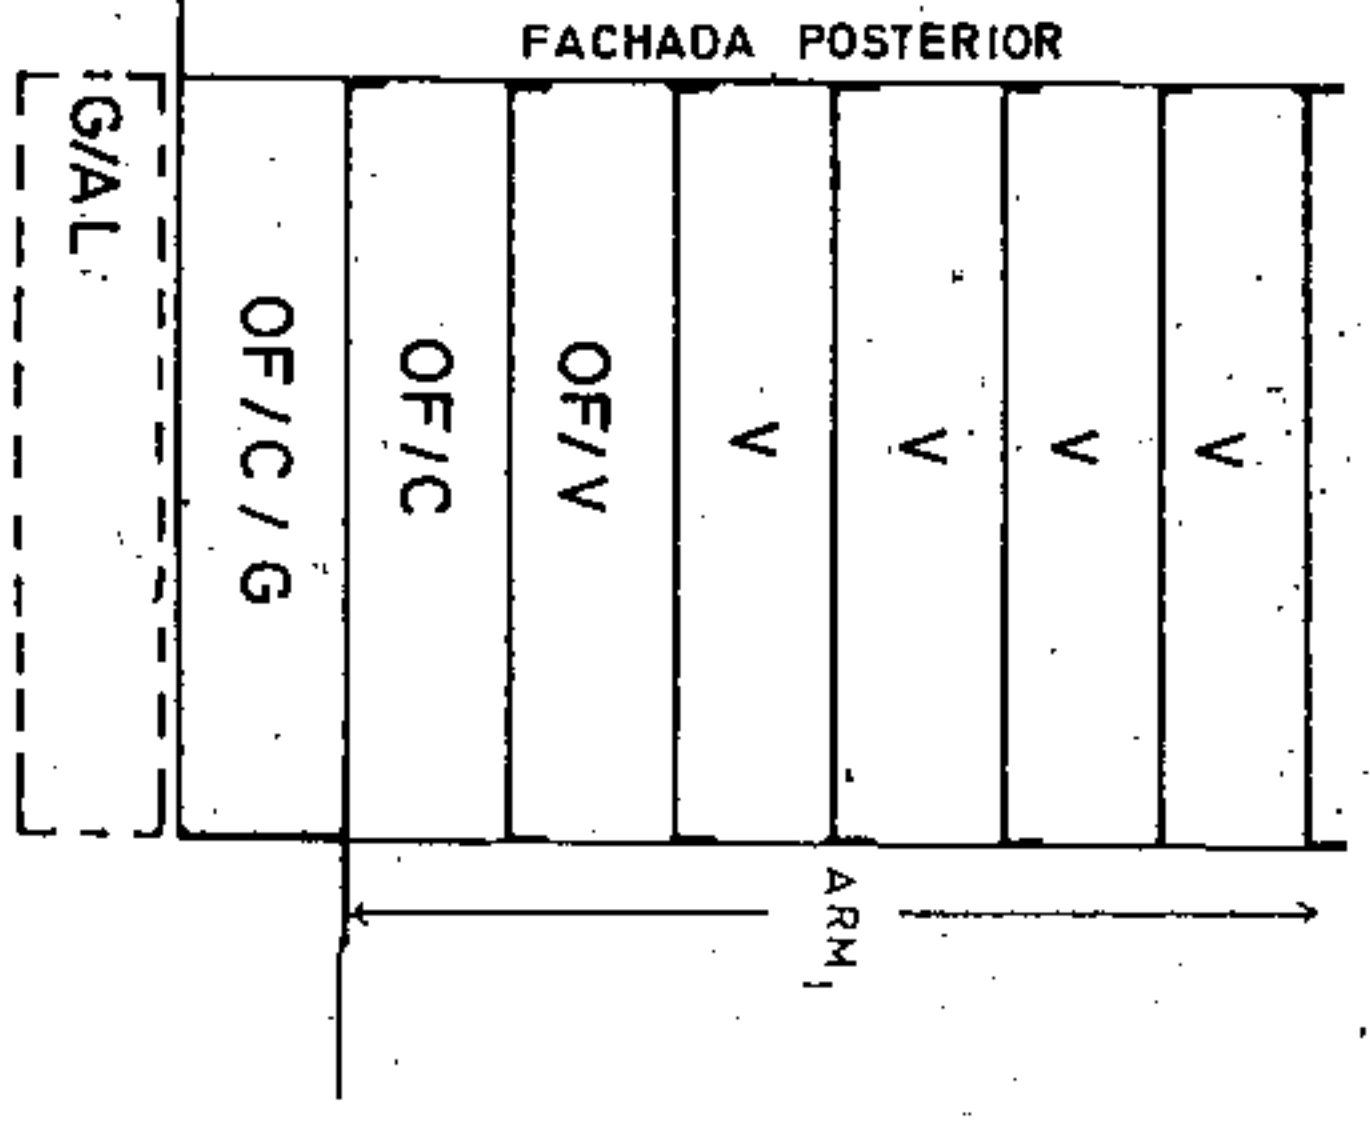 FACHADA POSTERIOR
G/AL
OF/C/G
OF/C
OF/V
V
V
V
V
ARM